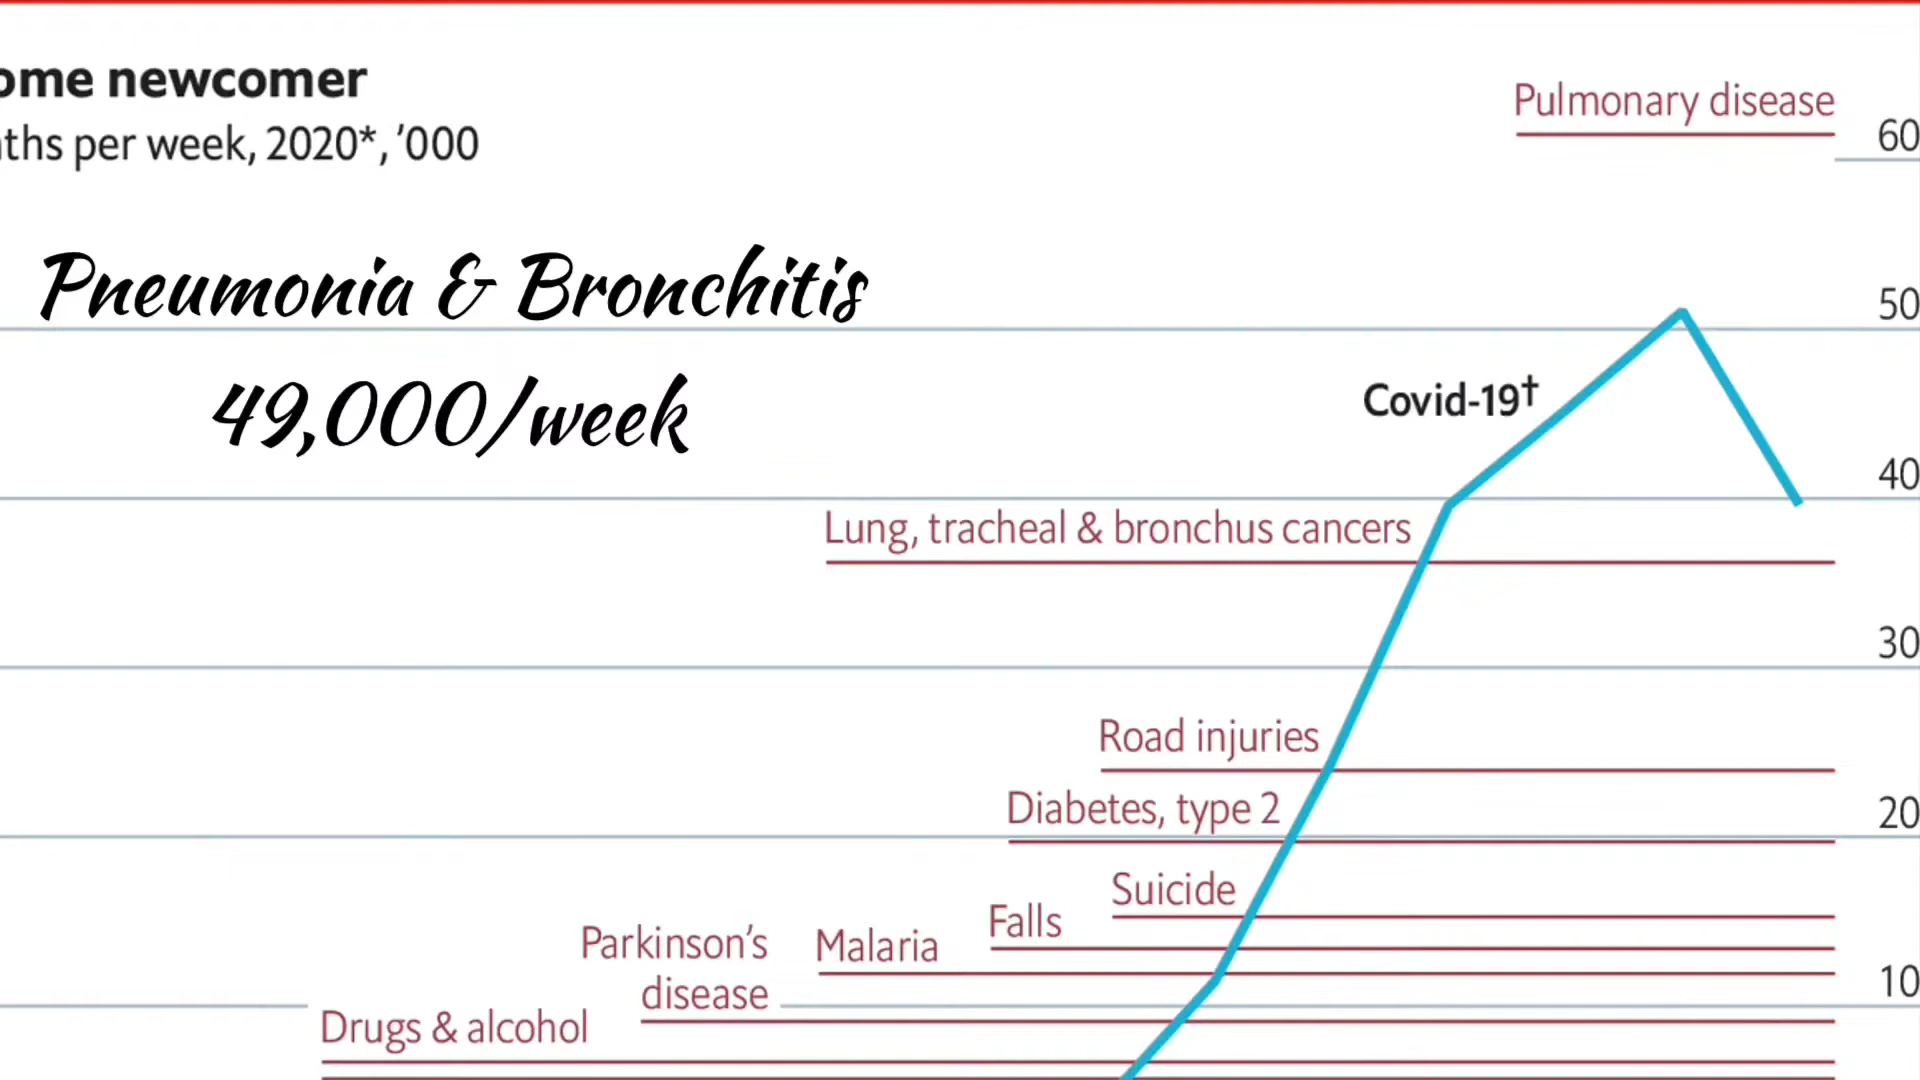 ome newcomer
ths per week, 2020*, ’000
Pulmonary disease
60
Pneumonia & Bronchitis
50
49,000/week
Covid-19†
40
Lung, tracheal & bronchus cancers
30
Road injuries
Diabetes, type 2
20
Suicide
Falls
Malaria
Parkinson’s
disease
10
Drugs & alcohol